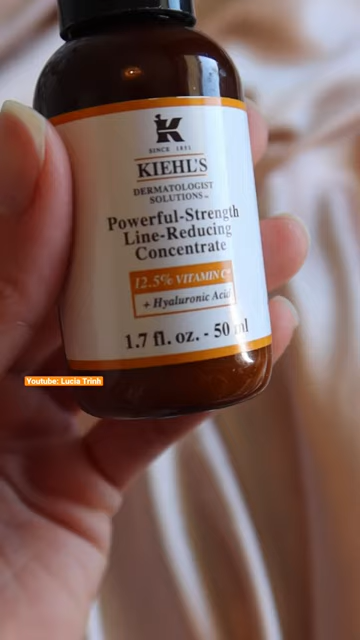 K
SINCE 1851
KIEHL'S
DERMATOLOGIST
SOLUTIONS™
Powerful-Strength
Line-Reducing
Concentrate
12.5% VITAMIN C*
+ Hyaluronic Acid
1.7 fl. oz. - 50 ml
Youtube: Lucia Trinh